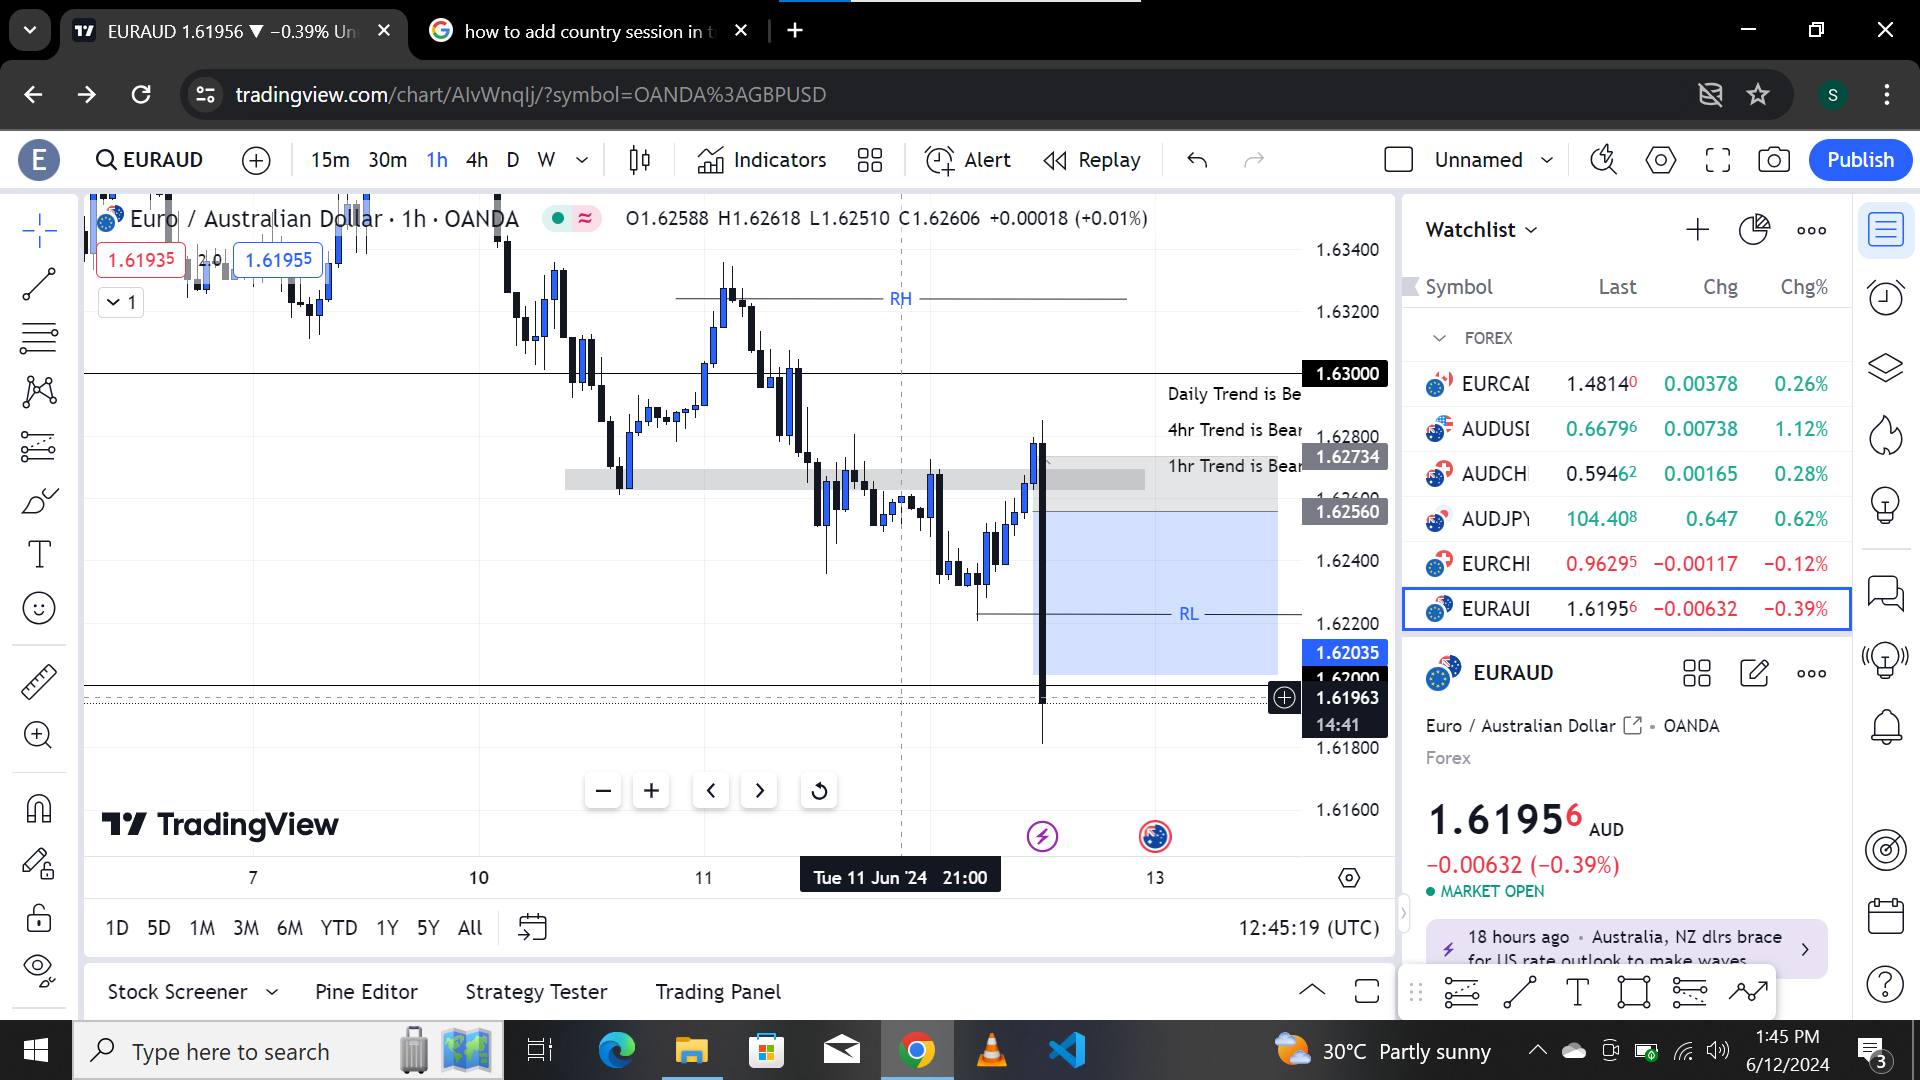 EURAUD 1.61956 ▼ −0.39% Un
how to add country session in t
tradingview.com/chart/AIvWnqIj/?symbol=OANDA%3AGBPUSD
S
E
EURAUD
15m 30m 1h 4h D W
Indicators
Alert
Replay
Unnamed
Publish
Euro / Australian Dollar · 1h · OANDA
O1.62588 H1.62618 L1.62510 C1.62606 +0.00018 (+0.01%)
1.61935 2.0 1.61955
1
RH
RL
Daily Trend is Be
4hr Trend is Bear
1hr Trend is Bear
1.63400
1.63200
1.63000
1.62800
1.62734
1.62600
1.62560
1.62400
1.62200
1.62035
1.62000
1.61963
14:41
1.61800
1.61600
TradingView
7 10 11 Tue 11 Jun '24 21:00 13
1D 5D 1M 3M 6M YTD 1Y 5Y All
12:45:19 (UTC)
Stock Screener Pine Editor Strategy Tester Trading Panel
Watchlist
Symbol Last Chg Chg%
FOREX
EURCAD 1.48140 0.00378 0.26%
AUDUSD 0.66796 0.00738 1.12%
AUDCH 0.59462 0.00165 0.28%
AUDJPY 104.408 0.647 0.62%
EURCH 0.96295 −0.00117 −0.12%
EURAUD 1.61956 −0.00632 −0.39%
EURAUD
Euro / Australian Dollar • OANDA
Forex
1.61956 AUD
−0.00632 (−0.39%)
MARKET OPEN
18 hours ago • Australia, NZ dlrs brace
for US rate outlook to make waves
Type here to search
30°C Partly sunny
1:45 PM
6/12/2024
3